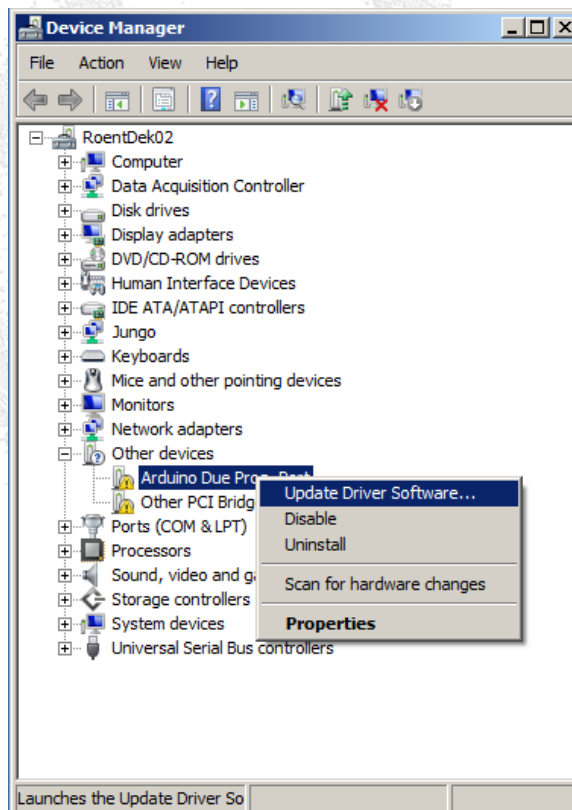 Device Manager
File Action View Help
RoentDek02
Computer
Data Acquisition Controller
Disk drives
Display adapters
DVD/CD-ROM drives
Human Interface Devices
IDE ATA/ATAPI controllers
Jungo
Keyboards
Mice and other pointing devices
Monitors
Network adapters
Other devices
Arduino Due Prog. Port
Other PCI Bridg
Update Driver Software...
Disable
Uninstall
Scan for hardware changes
Properties
Ports (COM & LPT)
Processors
Sound, video and ga
Storage controllers
System devices
Universal Serial Bus controllers
Launches the Update Driver So